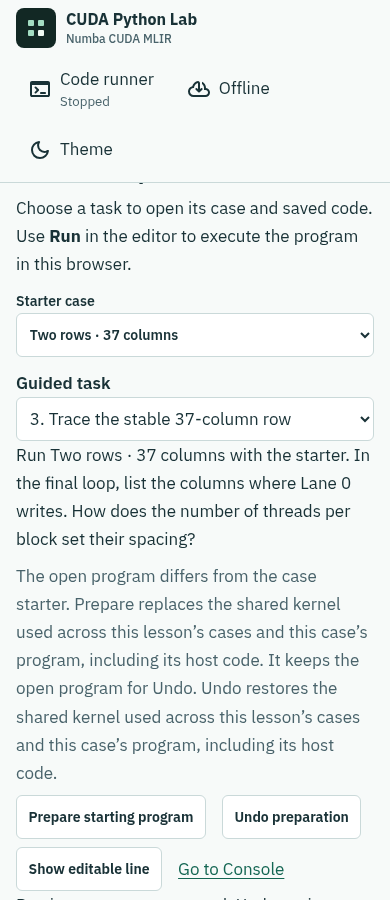 CUDA Python Lab
Numba CUDA MLIR
Code runner
Stopped
Offline
Theme
Choose a task to open its case and saved code.
Use Run in the editor to execute the program
in this browser.
Starter case
Two rows · 37 columns
Guided task
3. Trace the stable 37-column row
Run Two rows · 37 columns with the starter. In
the final loop, list the columns where Lane 0
writes. How does the number of threads per
block set their spacing?
The open program differs from the case
starter. Prepare replaces the shared kernel
used across this lesson’s cases and this case’s
program, including its host code. It keeps the
open program for Undo. Undo restores the
shared kernel used across this lesson’s cases
and this case’s program, including its host
code.
Prepare starting program
Undo preparation
Show editable line
Go to Console